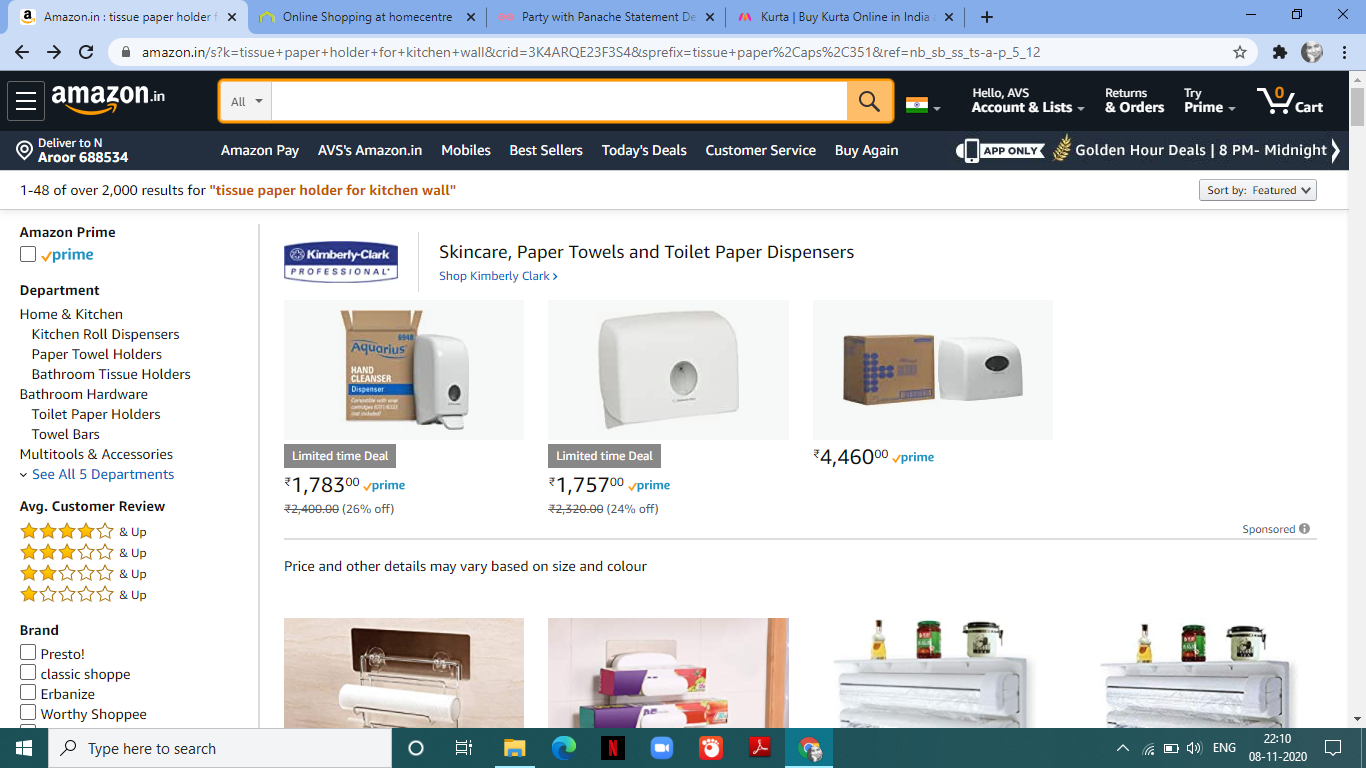 Amazon.in : tissue paper holder f
Online Shopping at homecentre
Party with Panache Statement De
Kurta | Buy Kurta Online in India
amazon.in/s?k=tissue+paper+holder+for+kitchen+wall&crid=3K4ARQE23F3S4&sprefix=tissue+paper%2Caps%2C351&ref=nb_sb_ss_ts-a-p_5_12
amazon.in
All
Hello, AVS
Account & Lists
Returns
& Orders
Try
Prime
0
Cart
Deliver to N
Aroor 688534
Amazon Pay AVS's Amazon.in Mobiles Best Sellers Today's Deals Customer Service Buy Again
APP ONLY Golden Hour Deals | 8 PM- Midnight
1-48 of over 2,000 results for "tissue paper holder for kitchen wall"
Sort by: Featured
Amazon Prime
prime
Department
Home & Kitchen
Kitchen Roll Dispensers
Paper Towel Holders
Bathroom Tissue Holders
Bathroom Hardware
Toilet Paper Holders
Towel Bars
Multitools & Accessories
See All 5 Departments
Avg. Customer Review
& Up
& Up
& Up
& Up
Brand
Presto!
classic shoppe
Erbanize
Worthy Shoppee
Kimberly-Clark
PROFESSIONAL*
Skincare, Paper Towels and Toilet Paper Dispensers
Shop Kimberly Clark ›
Aquarius
6948
HAND
CLEANSER
Dispenser
Limited time Deal
₹1,78300 prime
₹2,400.00 (26% off)
Limited time Deal
₹1,75700 prime
₹2,320.00 (24% off)
₹4,46000 prime
Sponsored
Price and other details may vary based on size and colour
Type here to search
ENG
22:10
08-11-2020